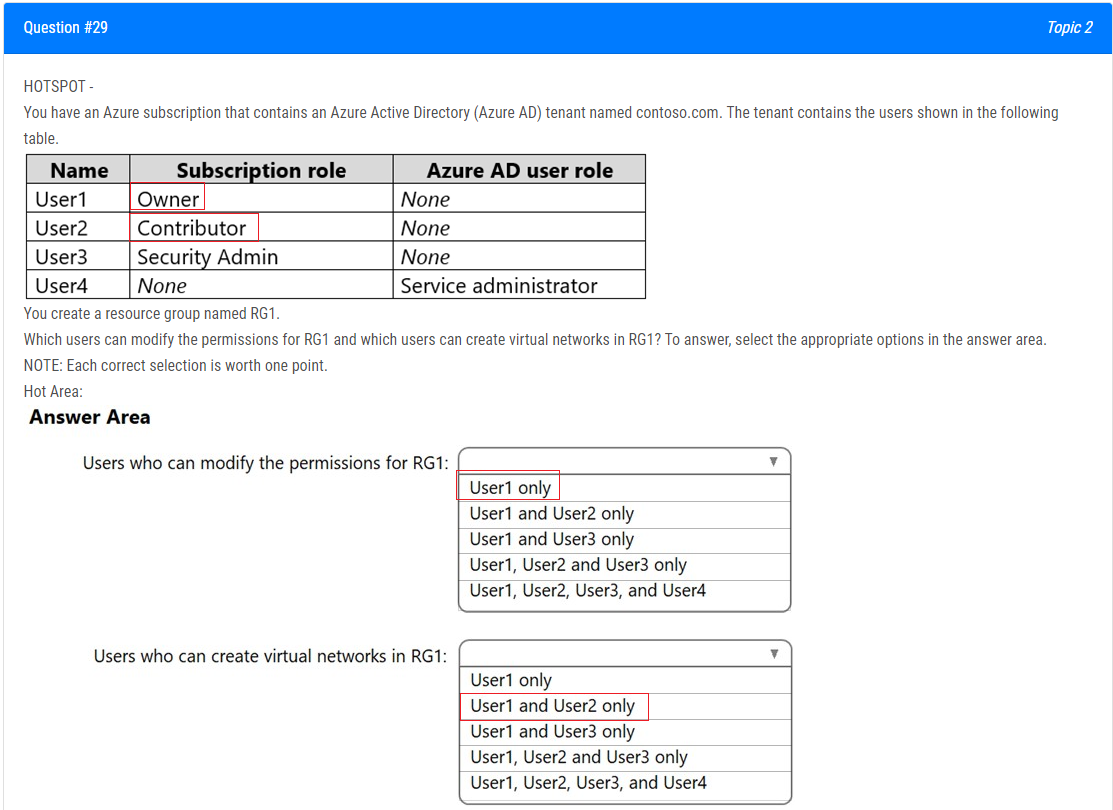 Question #29
Topic 2
HOTSPOT -
You have an Azure subscription that contains an Azure Active Directory (Azure AD) tenant named contoso.com. The tenant contains the users shown in the following
table.
Name Subscription role Azure AD user role
User1 Owner None
User2 Contributor None
User3 Security Admin None
User4 None Service administrator
You create a resource group named RG1.
Which users can modify the permissions for RG1 and which users can create virtual networks in RG1? To answer, select the appropriate options in the answer area.
NOTE: Each correct selection is worth one point.
Hot Area:
Answer Area
Users who can modify the permissions for RG1:
User1 only
User1 and User2 only
User1 and User3 only
User1, User2 and User3 only
User1, User2, User3, and User4
Users who can create virtual networks in RG1:
User1 only
User1 and User2 only
User1 and User3 only
User1, User2 and User3 only
User1, User2, User3, and User4